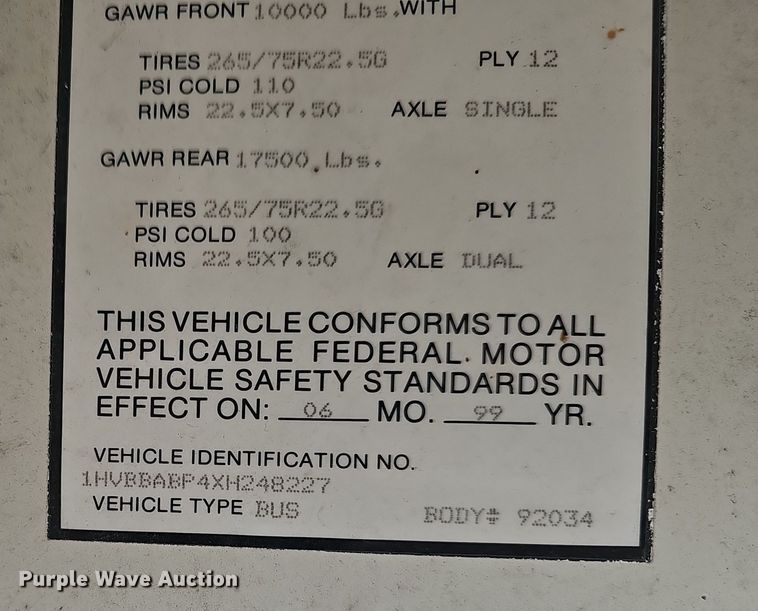 GAWR FRONT 10000 Lbs. WITH
TIRES 265/75R22.5G PLY 12
PSI COLD 110
RIMS 22.5X7.50 AXLE SINGLE
GAWR REAR 17500 Lbs.
TIRES 265/75R22.5G PLY 12
PSI COLD 100
RIMS 22.5X7.50 AXLE DUAL
THIS VEHICLE CONFORMS TO ALL
APPLICABLE FEDERAL MOTOR
VEHICLE SAFETY STANDARDS IN
EFFECT ON: 06 MO. 99 YR.
VEHICLE IDENTIFICATION NO.
1HVBBABP4XH248227
VEHICLE TYPE BUS BODY# 92034
Purple Wave Auction